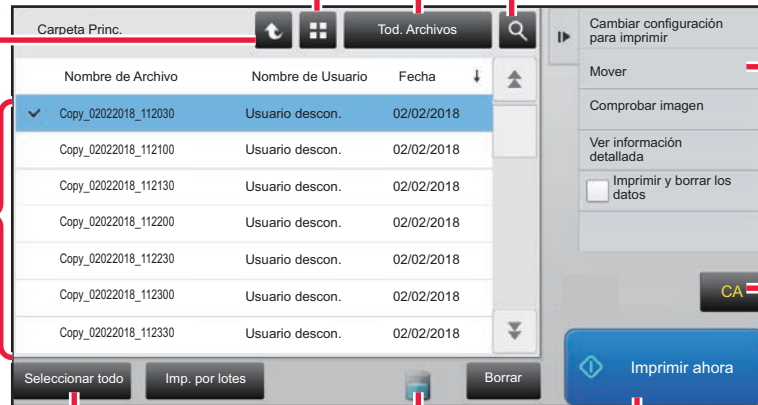 Carpeta Princ.
Tod. Archivos
Nombre de Archivo Nombre de Usuario Fecha
Copy_02022018_112030 Usuario descon. 02/02/2018
Copy_02022018_112100 Usuario descon. 02/02/2018
Copy_02022018_112130 Usuario descon. 02/02/2018
Copy_02022018_112200 Usuario descon. 02/02/2018
Copy_02022018_112230 Usuario descon. 02/02/2018
Copy_02022018_112300 Usuario descon. 02/02/2018
Copy_02022018_112330 Usuario descon. 02/02/2018
Seleccionar todo
Imp. por lotes
Borrar
Cambiar configuración
para imprimir
Mover
Comprobar imagen
Ver información
detallada
Imprimir y borrar los
datos
CA
Imprimir ahora